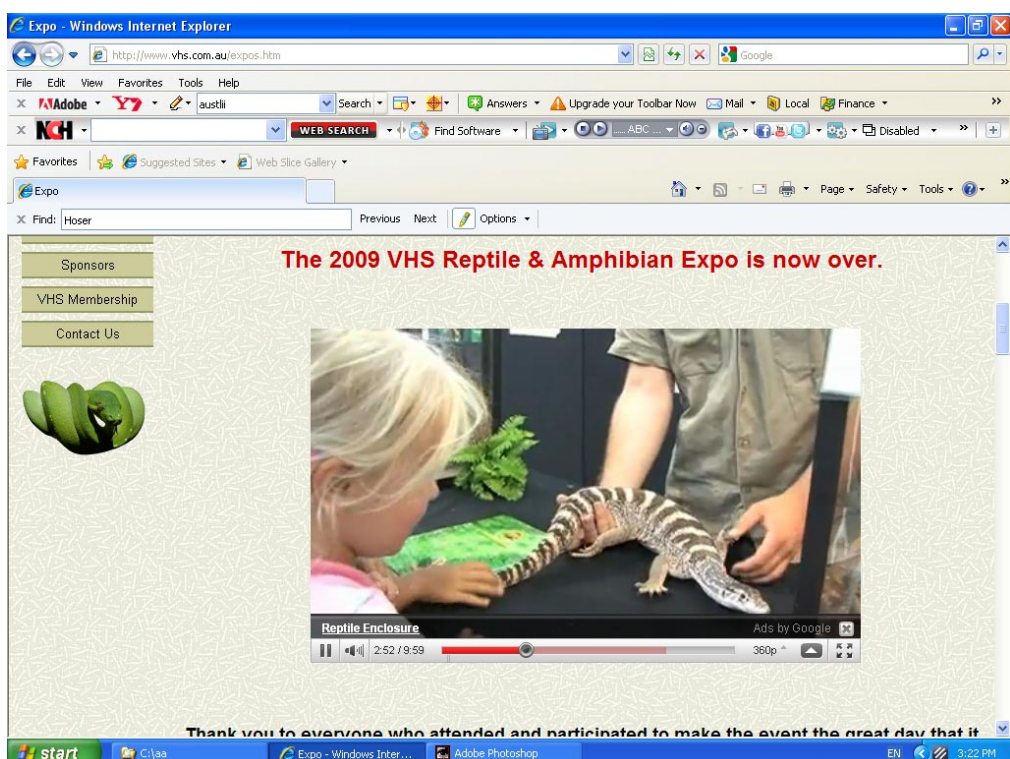 Expo - Windows Internet Explorer
http://www.vhs.com.au/expos.htm
Google
File Edit View Favorites Tools Help
Adobe Y7 austlii Search Answers Upgrade your Toolbar Now Mail Local Finance
NCH WEB SEARCH Find Software ABC ... Disabled
Favorites Suggested Sites Web Slice Gallery
Expo
Page Safety Tools
Find: Hoser Previous Next Options
The 2009 VHS Reptile & Amphibian Expo is now over.
Sponsors
VHS Membership
Contact Us
Reptile Enclosure Ads by Google
2:52 / 9:59 360p
Thank you to everyone who attended and participated to make the event the great day that it
start C:\aa Expo - Windows Inter... Adobe Photoshop EN 3:22 PM